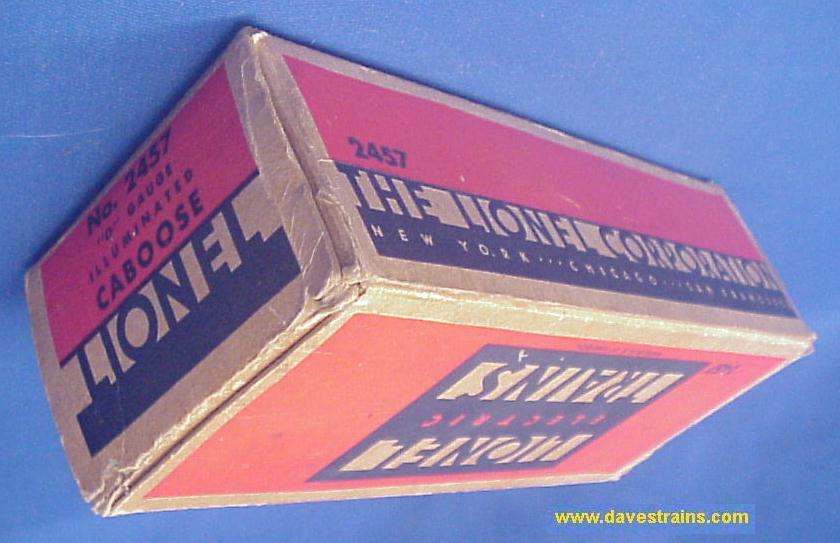 No. 2457
"O" GAUGE
ILLUMINATED
CABOOSE
LIONEL
2457
THE LIONEL CORPORATION
NEW YORK···CHICAGO···SAN FRANCISCO
LIONEL
ELECTRIC
TRAINS
2457
www.davestrains.com